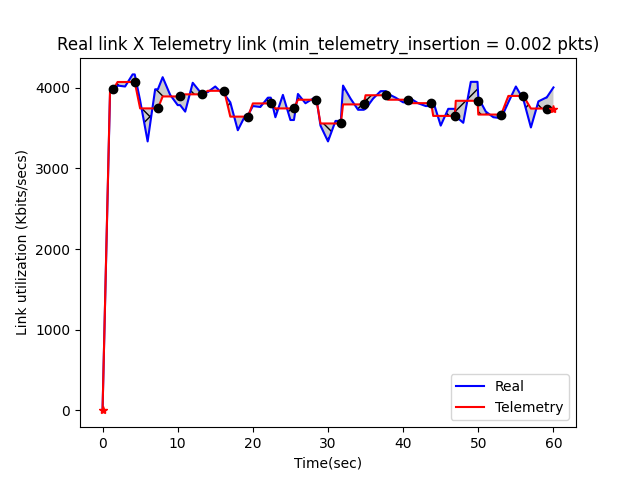 Real link X Telemetry link (min_telemetry_insertion = 0.002 pkts)
Link utilization (Kbits/secs)
4000
3000
2000
1000
0
0 10 20 30 40 50 60
Time(sec)
Real
Telemetry